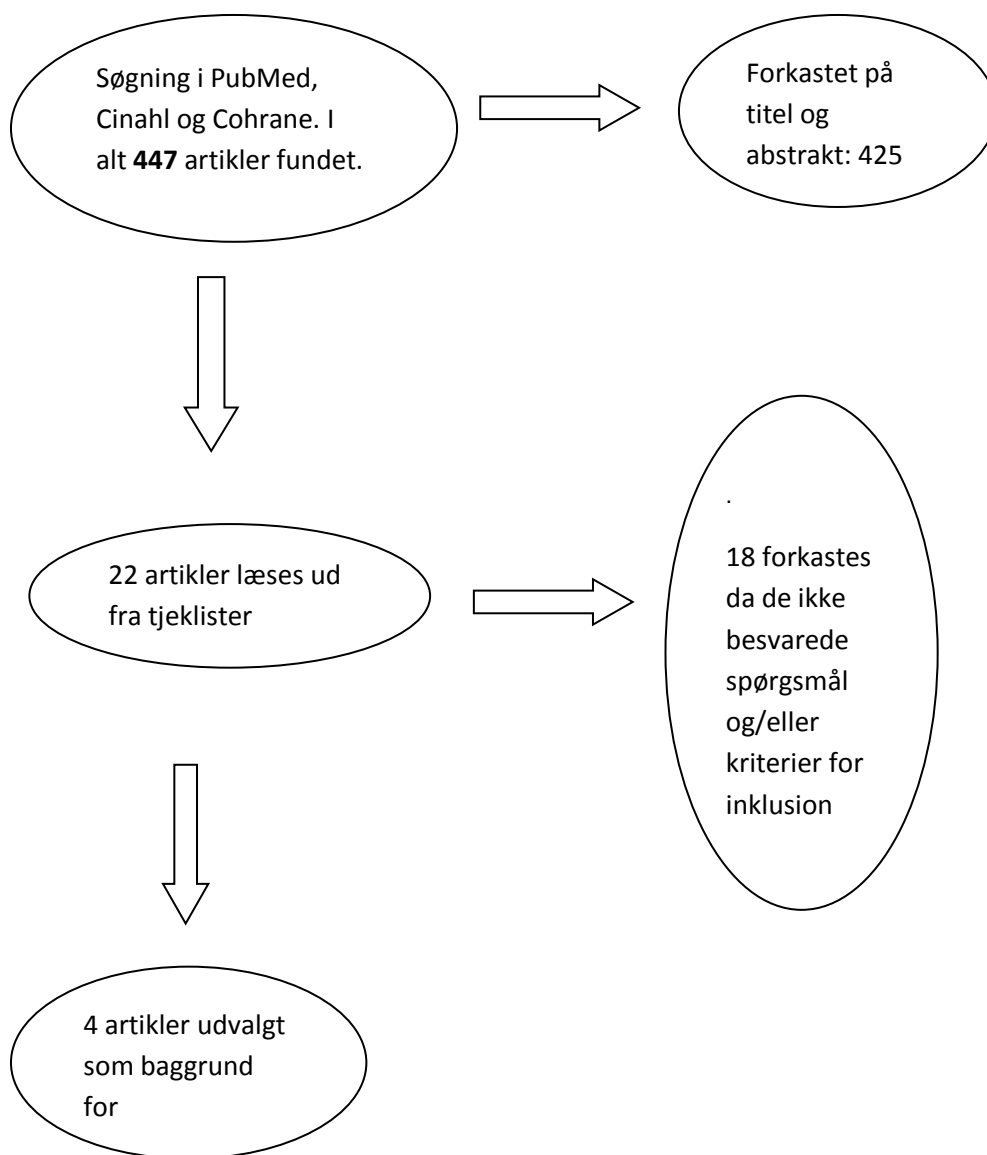 Søgning i PubMed,
Cinahl og Cohrane. I
alt 447 artikler fundet.
Forkastet på
titel og
abstrakt: 425
22 artikler læses ud
fra tjeklister
.
18 forkastes
da de ikke
besvarede
spørgsmål
og/eller
kriterier for
inklusion
4 artikler udvalgt
som baggrund
for